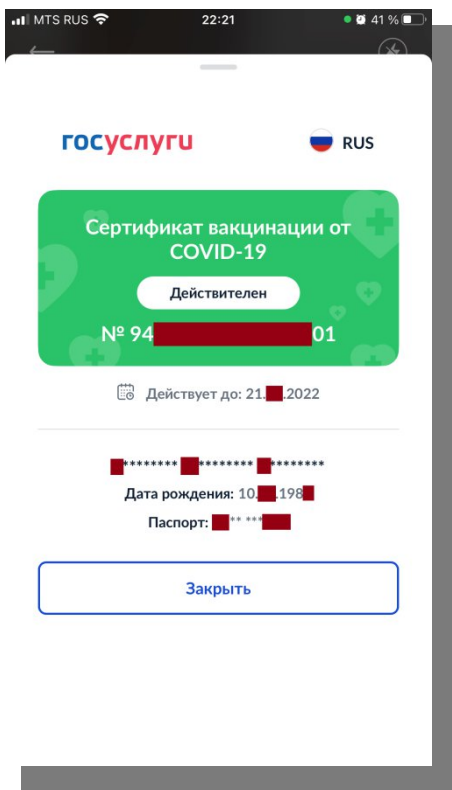 MTS RUS 22:21 41 %
госуслуги RUS
Сертификат вакцинации от
COVID-19
Действителен
№ 94 01
Действует до: 21. .2022
******** ******** ********
Дата рождения: 10. .198
Паспорт: ** ***
Закрыть